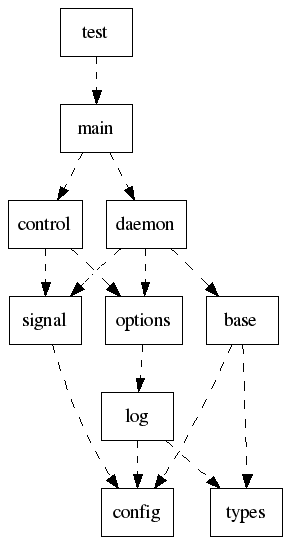 test
main
control
daemon
signal
options
base
log
config
types